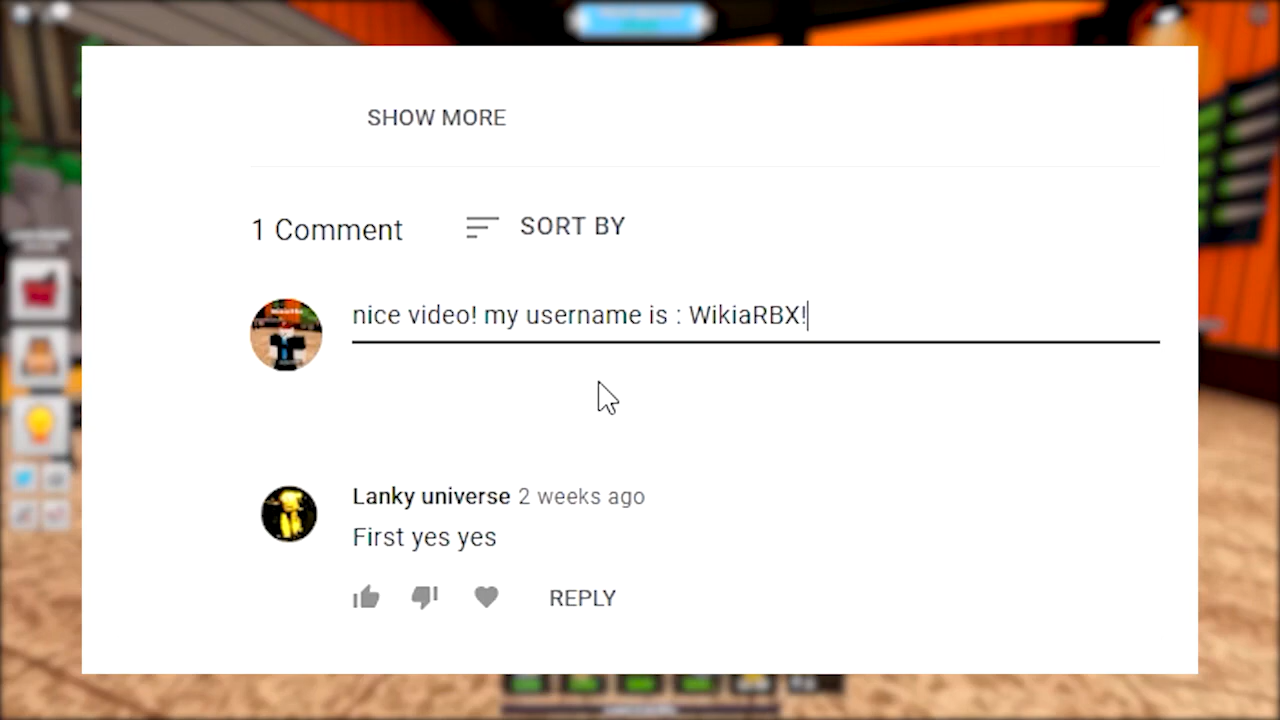 SHOW MORE
1 Comment SORT BY
nice video! my username is : WikiaRBX!
Lanky universe 2 weeks ago
First yes yes
REPLY